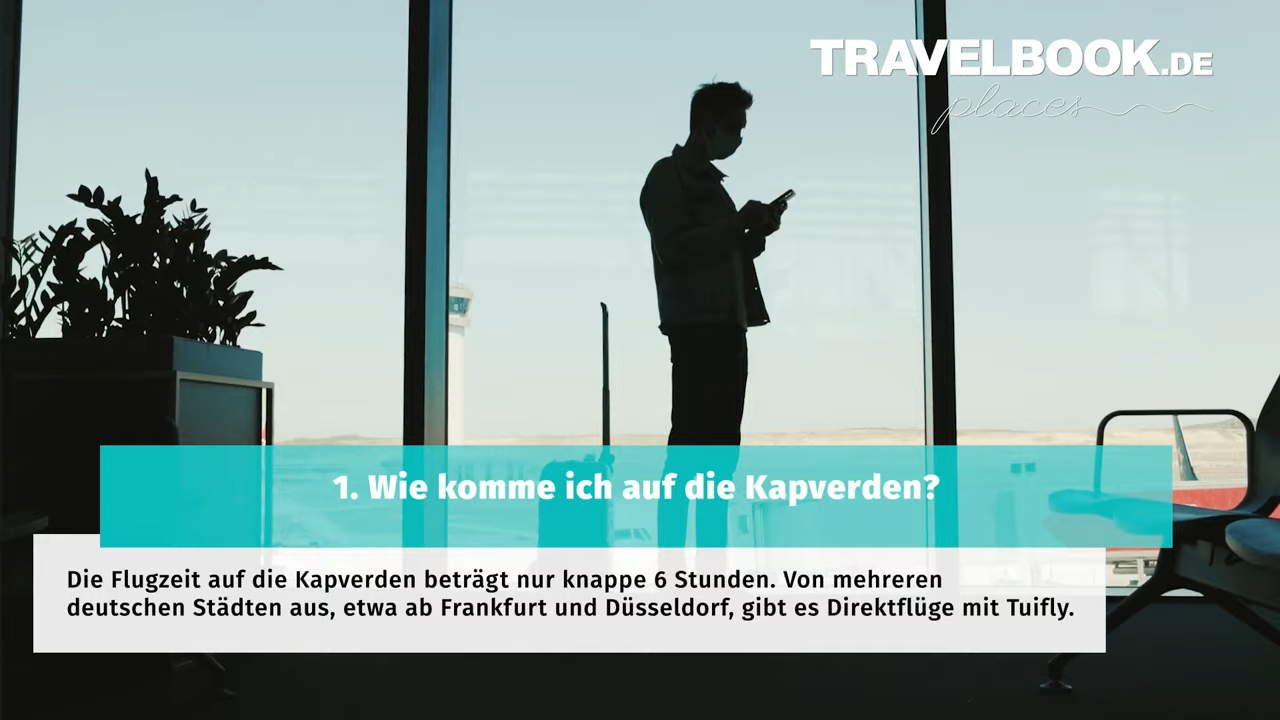 TRAVELBOOK.DE
places
1. Wie komme ich auf die Kapverden?
Die Flugzeit auf die Kapverden beträgt nur knappe 6 Stunden. Von mehreren
deutschen Städten aus, etwa ab Frankfurt und Düsseldorf, gibt es Direktflüge mit Tuifly.